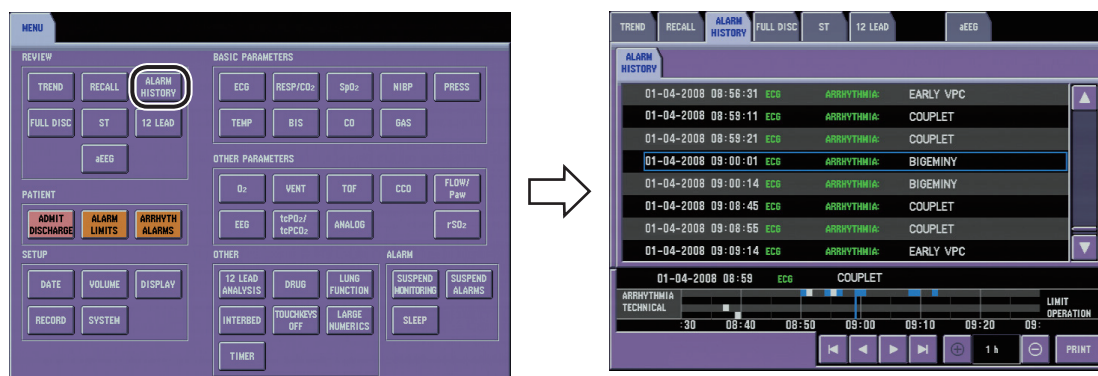 MENU
REVIEW
TREND RECALL ALARM HISTORY
FULL DISC ST 12 LEAD
aEEG
PATIENT
ADMIT DISCHARGE ALARM LIMITS ARRHYTH ALARMS
SETUP
DATE VOLUME DISPLAY
RECORD SYSTEM
BASIC PARAMETERS
ECG RESP/CO2 SpO2 NIBP PRESS
TEMP BIS CO GAS
OTHER PARAMETERS
O2 VENT TOF CCO FLOW/Paw
EEG tcPO2/tcPCO2 ANALOG rSO2
OTHER
12 LEAD ANALYSIS DRUG LUNG FUNCTION
INTERBED TOUCHKEYS OFF LARGE NUMERICS
TIMER
ALARM
SUSPEND MONITORING SUSPEND ALARMS
SLEEP
TREND RECALL ALARM HISTORY FULL DISC ST 12 LEAD aEEG
ALARM HISTORY
01-04-2008 08:56:31 ECG ARRHYTHMIA: EARLY VPC
01-04-2008 08:59:11 ECG ARRHYTHMIA: COUPLET
01-04-2008 08:59:21 ECG ARRHYTHMIA: COUPLET
01-04-2008 09:00:01 ECG ARRHYTHMIA: BIGEMINY
01-04-2008 09:00:14 ECG ARRHYTHMIA: BIGEMINY
01-04-2008 09:08:45 ECG ARRHYTHMIA: COUPLET
01-04-2008 09:08:55 ECG ARRHYTHMIA: COUPLET
01-04-2008 09:09:14 ECG ARRHYTHMIA: EARLY VPC
01-04-2008 08:59 ECG COUPLET
ARRHYTHMIA LIMIT
TECHNICAL OPERATION
:30 08:40 08:50 09:00 09:10 09:20 09:
1 h PRINT